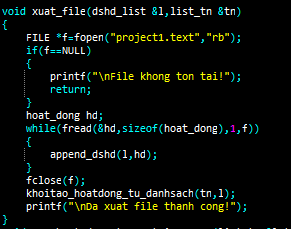 void xuat_file(dshd_list &l,list_tn &tn)
{
FILE *f=fopen("project1.text","rb");
if(f==NULL)
{
printf("\nFile khong ton tai!");
return;
}
hoat_dong hd;
while(fread(&hd,sizeof(hoat_dong),1,f))
{
append_dshd(l,hd);
}
fclose(f);
khoitao_hoatdong_tu_danhsach(tn,l);
printf("\nDa xuat file thanh cong!");
}